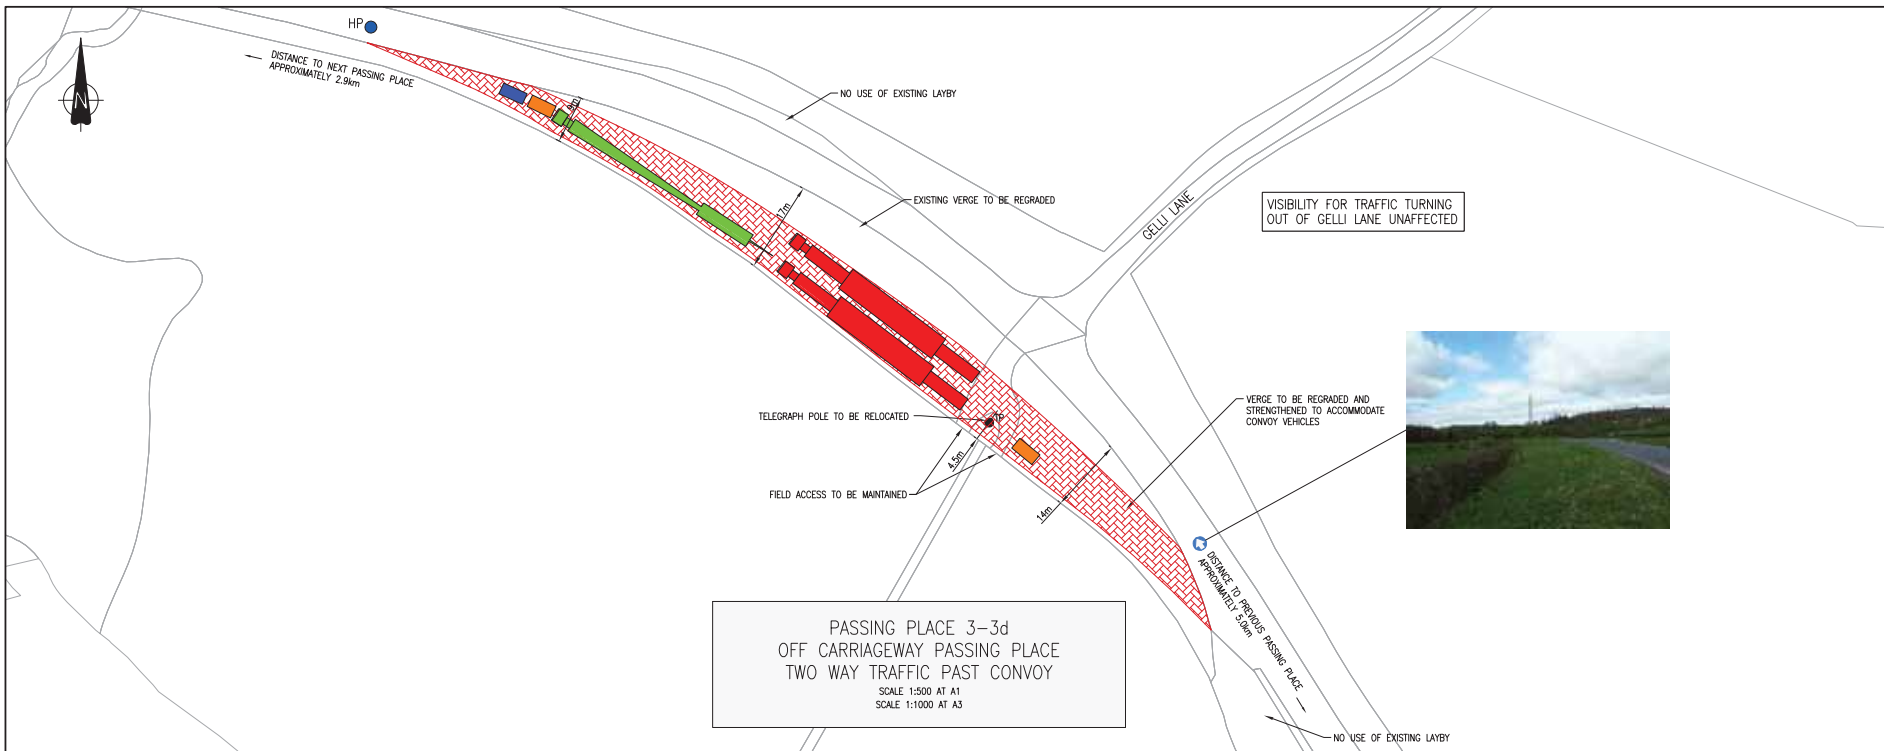 HP
DISTANCE TO NEXT PASSING PLACE
APPROXIMATELY 2.9km
N
9m
NO USE OF EXISTING LAYBY
17m
EXISTING VERGE TO BE REGRADED
GELLI LANE
VISIBILITY FOR TRAFFIC TURNING
OUT OF GELLI LANE UNAFFECTED
TELEGRAPH POLE TO BE RELOCATED
TP
VERGE TO BE REGRADED AND
STRENGTHENED TO ACCOMMODATE
CONVOY VEHICLES
4.5m
FIELD ACCESS TO BE MAINTAINED
14m
DISTANCE TO PREVIOUS PASSING PLACE
APPROXIMATELY 5.0km
PASSING PLACE 3-3d
OFF CARRIAGEWAY PASSING PLACE
TWO WAY TRAFFIC PAST CONVOY
SCALE 1:500 AT A1
SCALE 1:1000 AT A3
NO USE OF EXISTING LAYBY